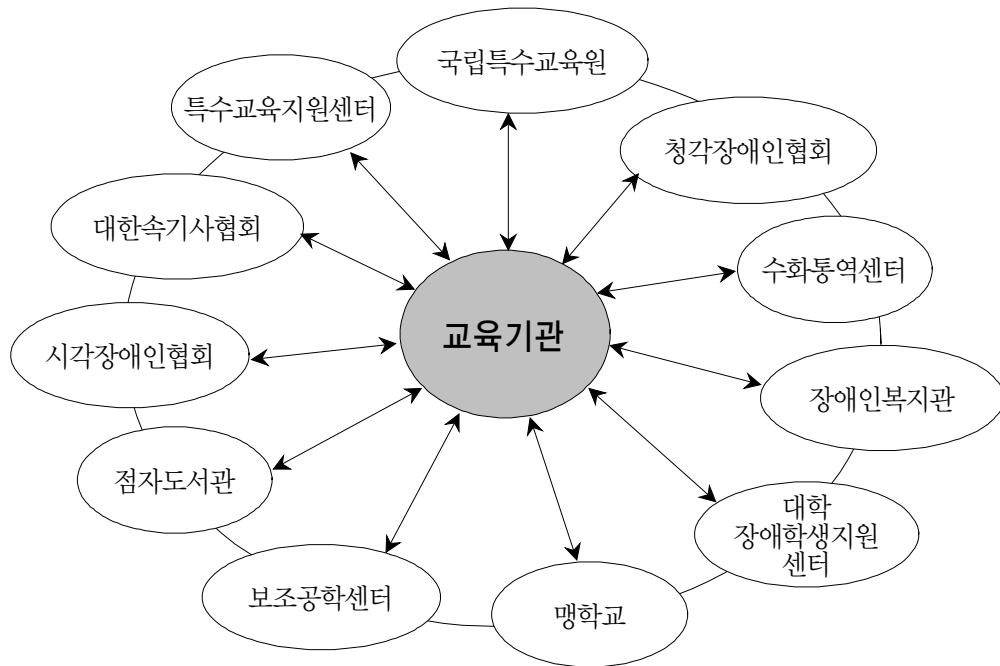 국립특수교육원
특수교육지원센터
청각장애인협회
대한속기사협회
수화통역센터
교육기관
시각장애인협회
장애인복지관
점자도서관
대학
장애학생지원
센터
보조공학센터
맹학교